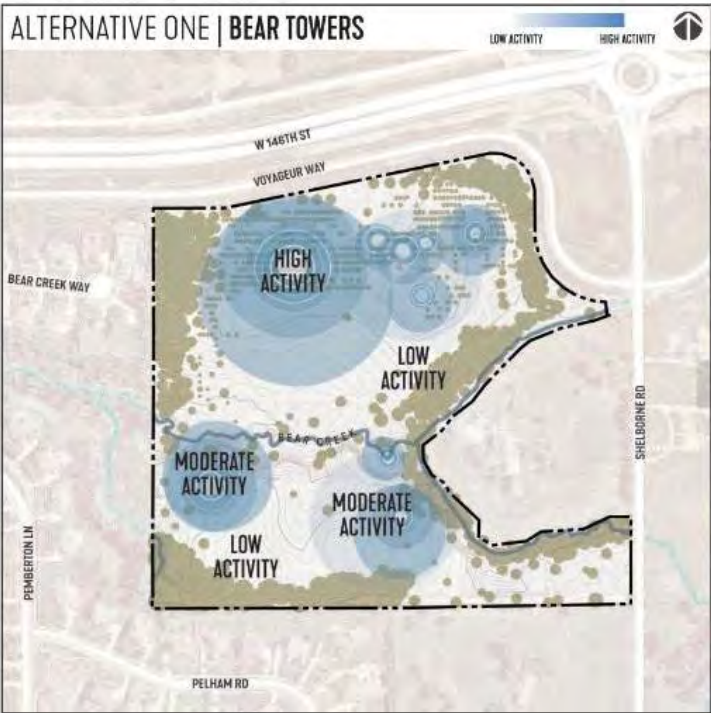 ALTERNATIVE ONE | BEAR TOWERS
LOW ACTIVITY
HIGH ACTIVITY
W 146TH ST
VOYAGEUR WAY
BEAR CREEK WAY
HIGH
ACTIVITY
LOW
ACTIVITY
SHELBORNE RD
BEAR CREEK
MODERATE
ACTIVITY
MODERATE
ACTIVITY
LOW
ACTIVITY
PEMBERTON LN
PELHAM RD